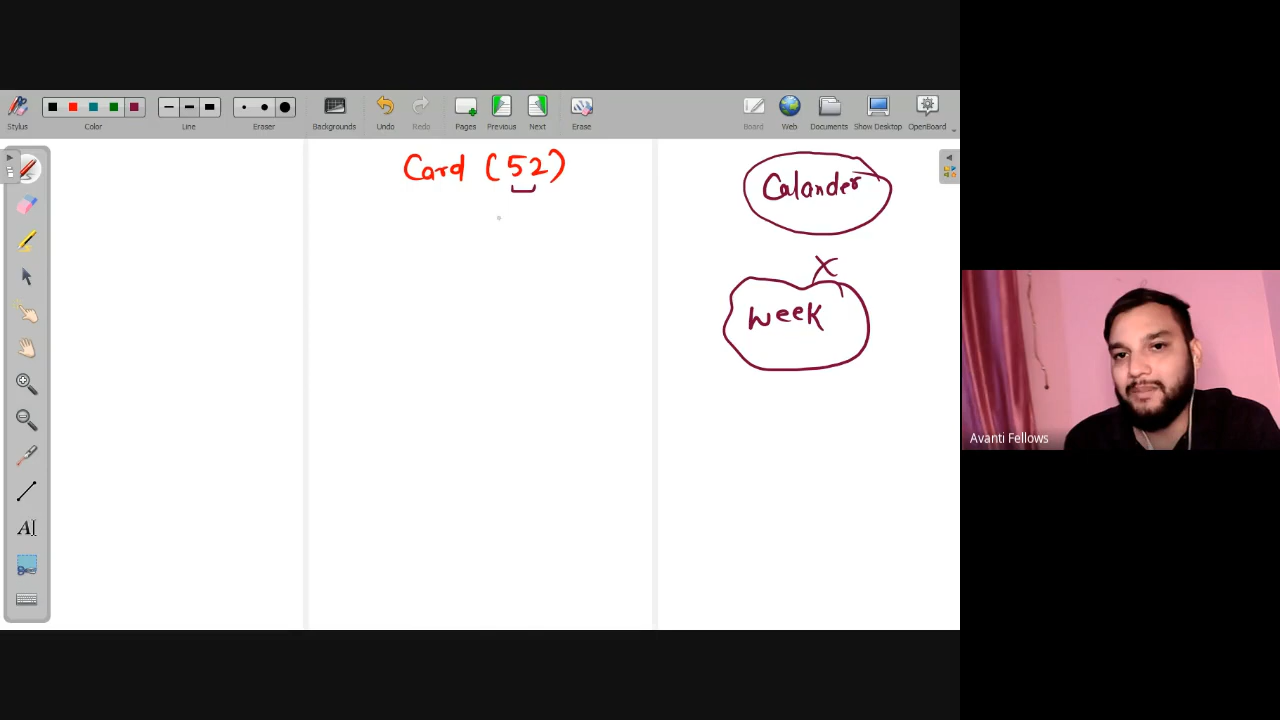 Stylus
Color
Line
Eraser
Backgrounds
Undo
Redo
Pages
Previous
Next
Erase
Board
Web
Documents
Show Desktop
OpenBoard
Card (52)
Calander
X
week
Avanti Fellows